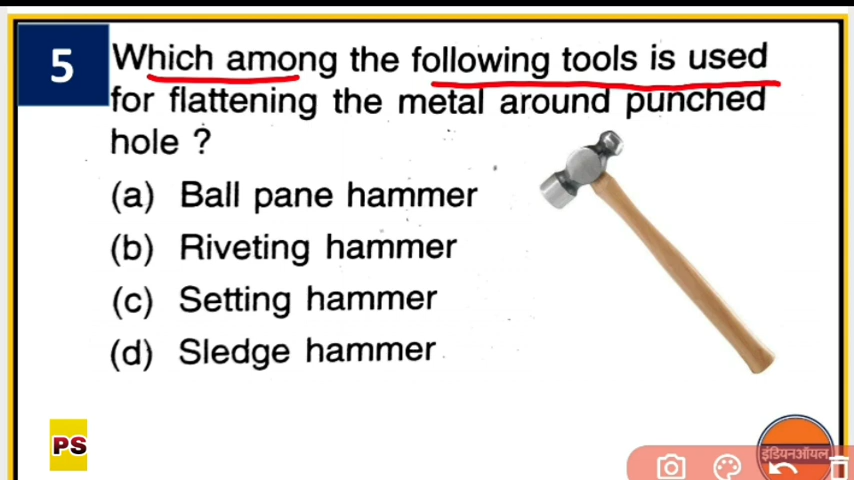 5
Which among the following tools is used
for flattening the metal around punched
hole ?
(a) Ball pane hammer
(b) Riveting hammer
(c) Setting hammer
(d) Sledge hammer
PS
इंडियनऑयल